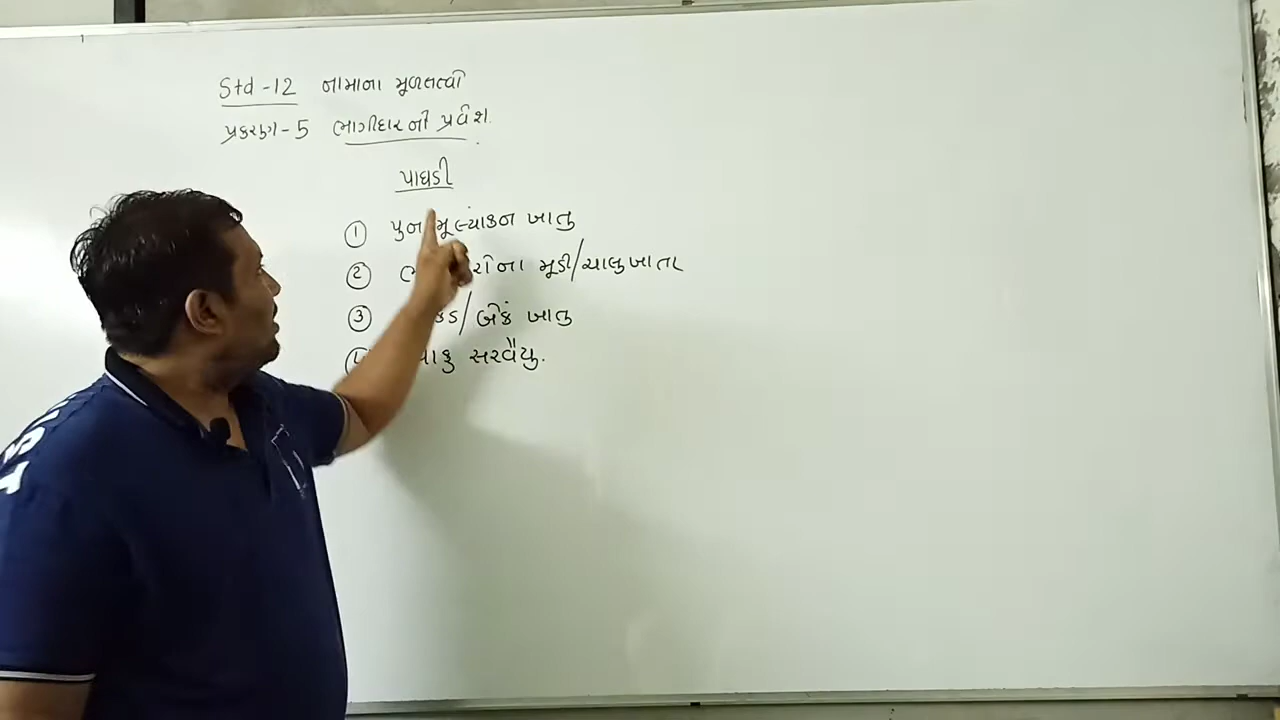 Std - 12 નામાના મૂળતત્વો
પ્રકરણ - 5 ભાગીદારનો પ્રવેશ.
પાઘડી
① મૂલ્યાંકન ખાતુ
② મૂડી/ચાલુ ખાતા
③ /બેંક ખાતુ
સરવૈયુ.